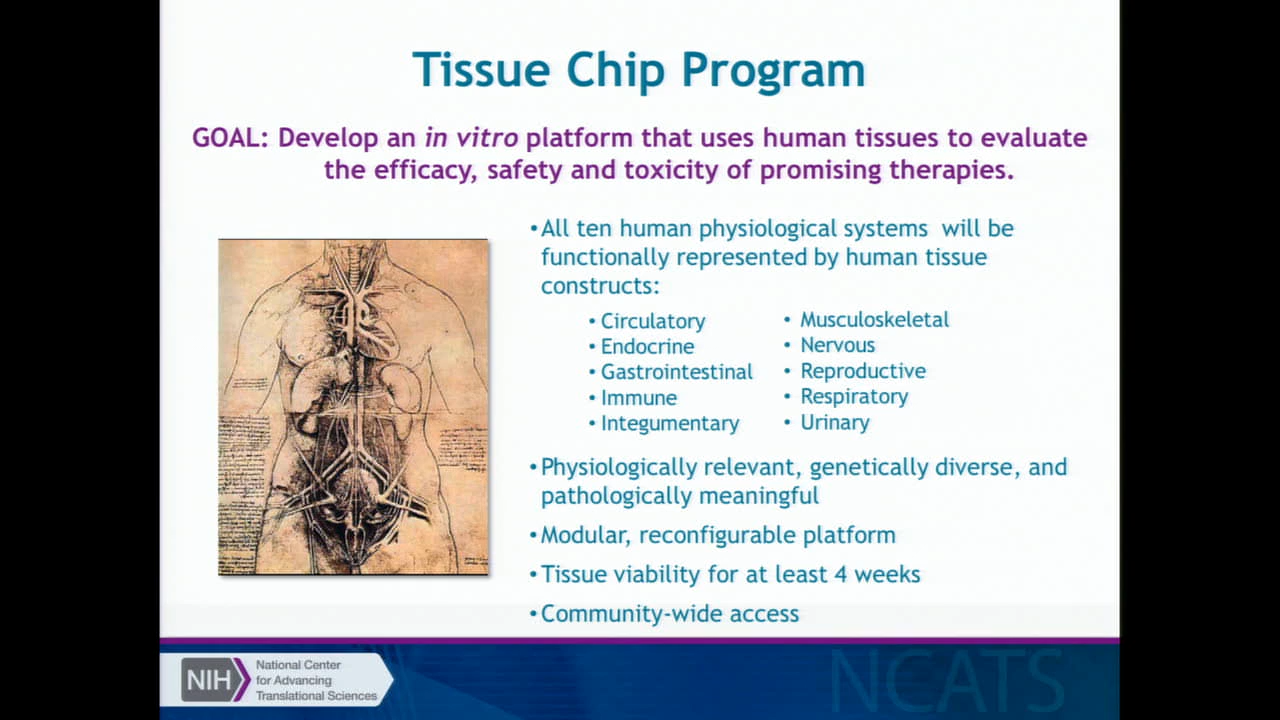 Tissue Chip Program
GOAL: Develop an in vitro platform that uses human tissues to evaluate
the efficacy, safety and toxicity of promising therapies.
•All ten human physiological systems will be
functionally represented by human tissue
constructs:
• Circulatory
• Endocrine
• Gastrointestinal
• Immune
• Integumentary
• Musculoskeletal
• Nervous
• Reproductive
• Respiratory
• Urinary
•Physiologically relevant, genetically diverse, and
pathologically meaningful
•Modular, reconfigurable platform
•Tissue viability for at least 4 weeks
•Community-wide access
NIH
National Center
for Advancing
Translational Sciences
NCATS